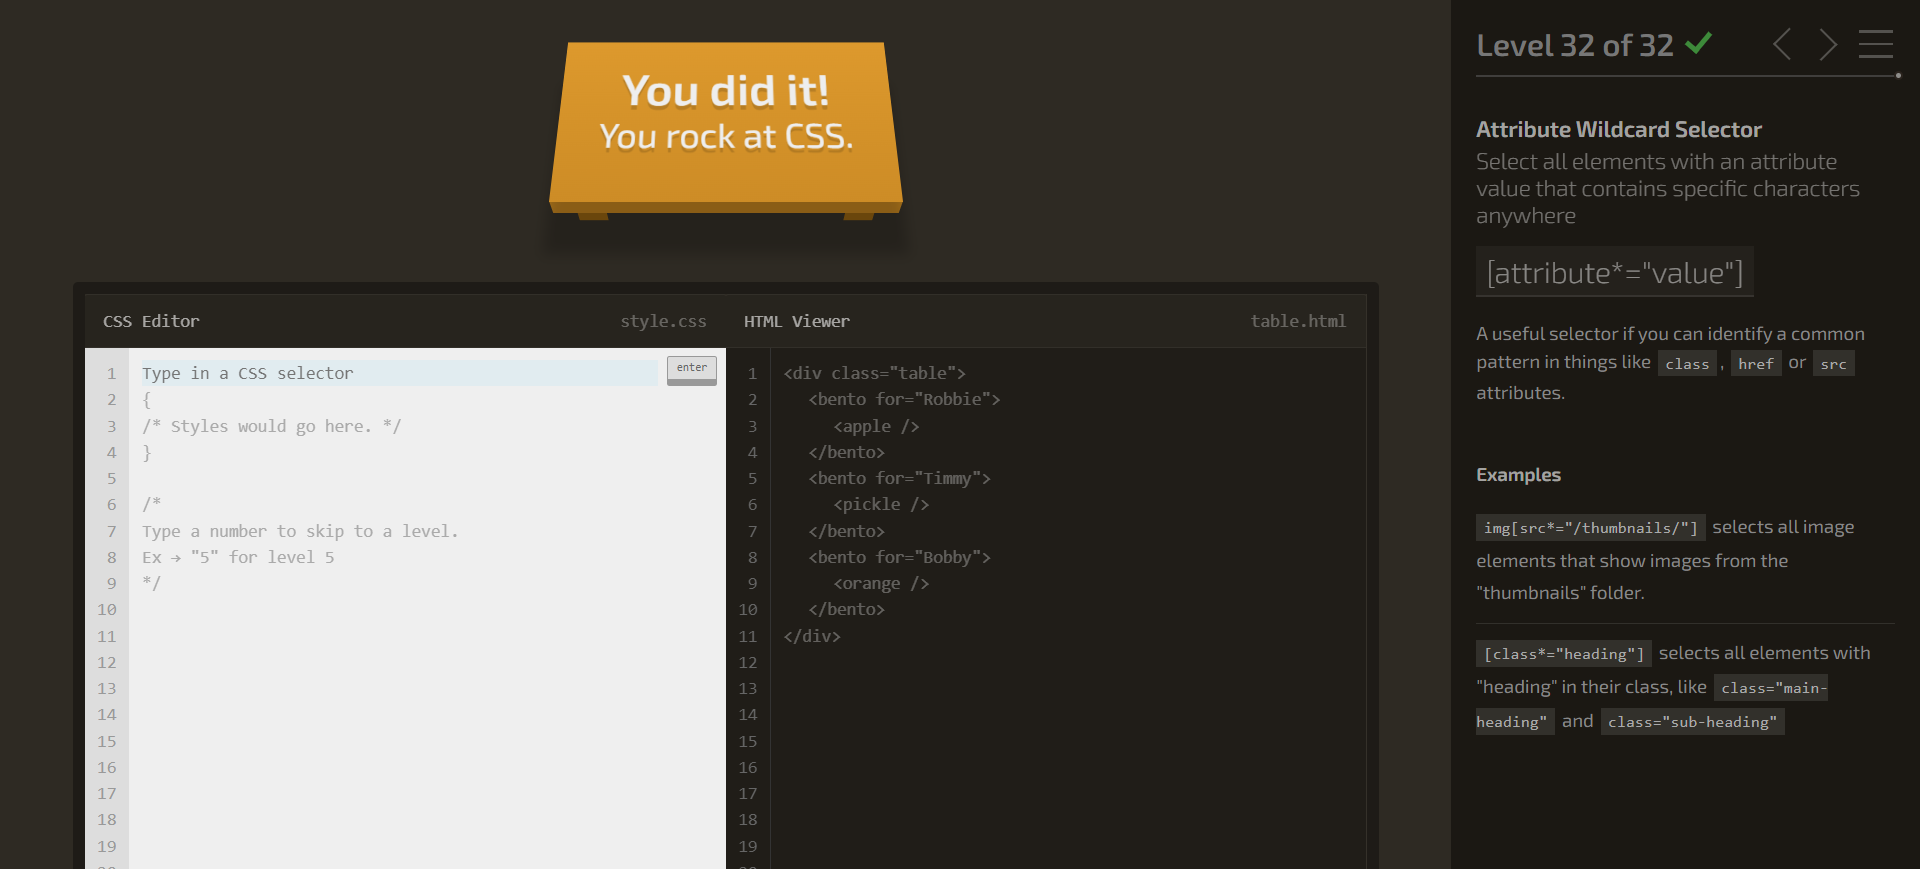 You did it!
You rock at CSS.
CSS Editor
style.css
HTML Viewer
table.html
1
2
3
4
5
6
7
8
9
10
11
12
13
14
15
16
17
18
19
Type in a CSS selector
enter
{
/* Styles would go here. */
}
/*
Type a number to skip to a level.
Ex → "5" for level 5
*/
1 <div class="table">
2 <bento for="Robbie">
3 <apple />
4 </bento>
5 <bento for="Timmy">
6 <pickle />
7 </bento>
8 <bento for="Bobby">
9 <orange />
10 </bento>
11 </div>
12
13
14
15
16
17
18
19
Level 32 of 32
Attribute Wildcard Selector
Select all elements with an attribute
value that contains specific characters
anywhere
[attribute*="value"]
A useful selector if you can identify a common
pattern in things like class , href or src
attributes.
Examples
img[src*="/thumbnails/"] selects all image
elements that show images from the
"thumbnails" folder.
[class*="heading"] selects all elements with
"heading" in their class, like class="main-
heading" and class="sub-heading"